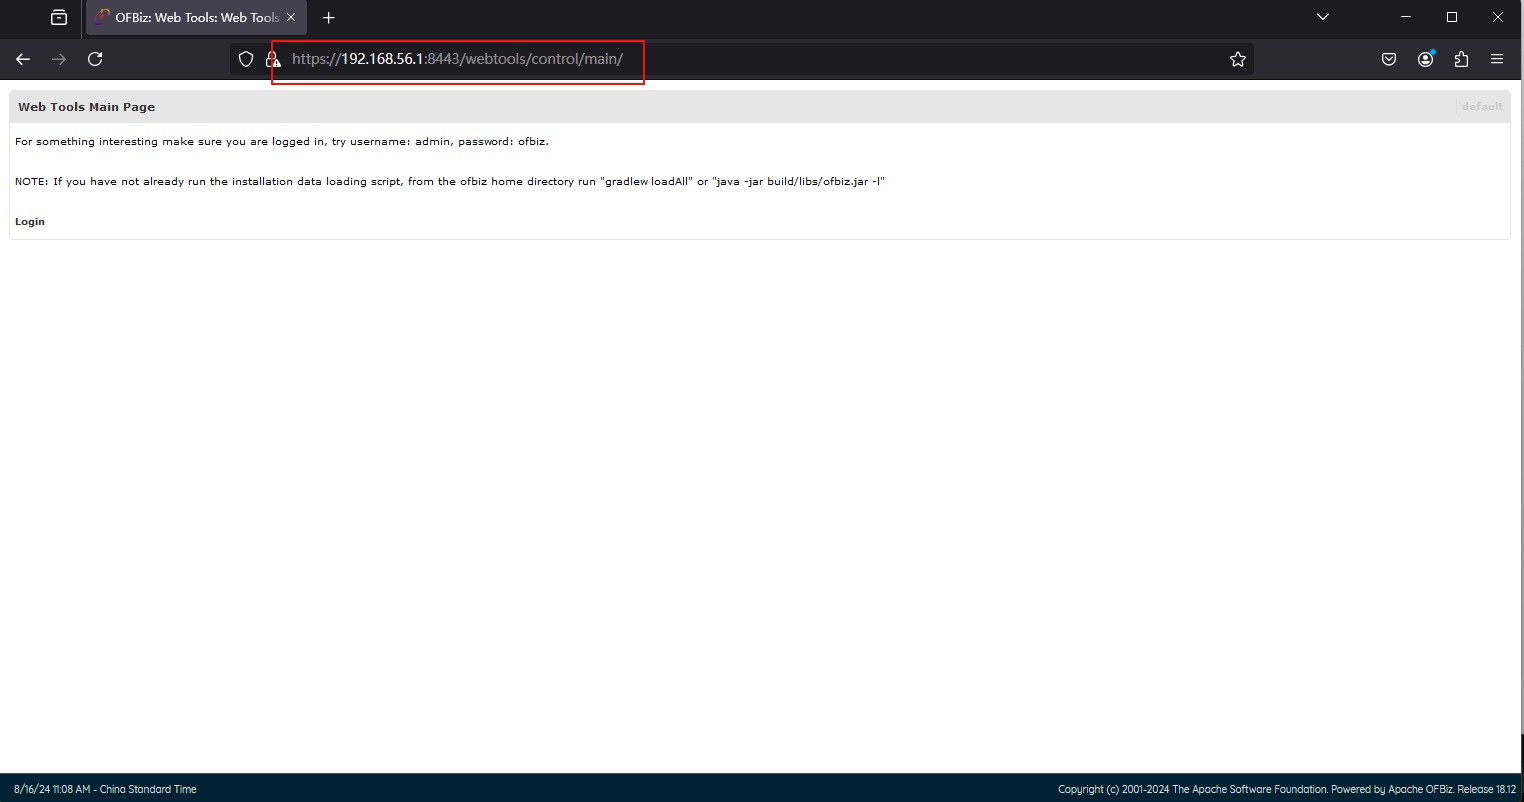 OFBiz: Web Tools: Web Tools
https://192.168.56.1:8443/webtools/control/main/
Web Tools Main Page
default
For something interesting make sure you are logged in, try username: admin, password: ofbiz.
NOTE: If you have not already run the installation data loading script, from the ofbiz home directory run "gradlew loadAll" or "java -jar build/libs/ofbiz.jar -l"
Login
8/16/24 11:08 AM - China Standard Time
Copyright (c) 2001-2024 The Apache Software Foundation. Powered by Apache OFBiz. Release 18.12